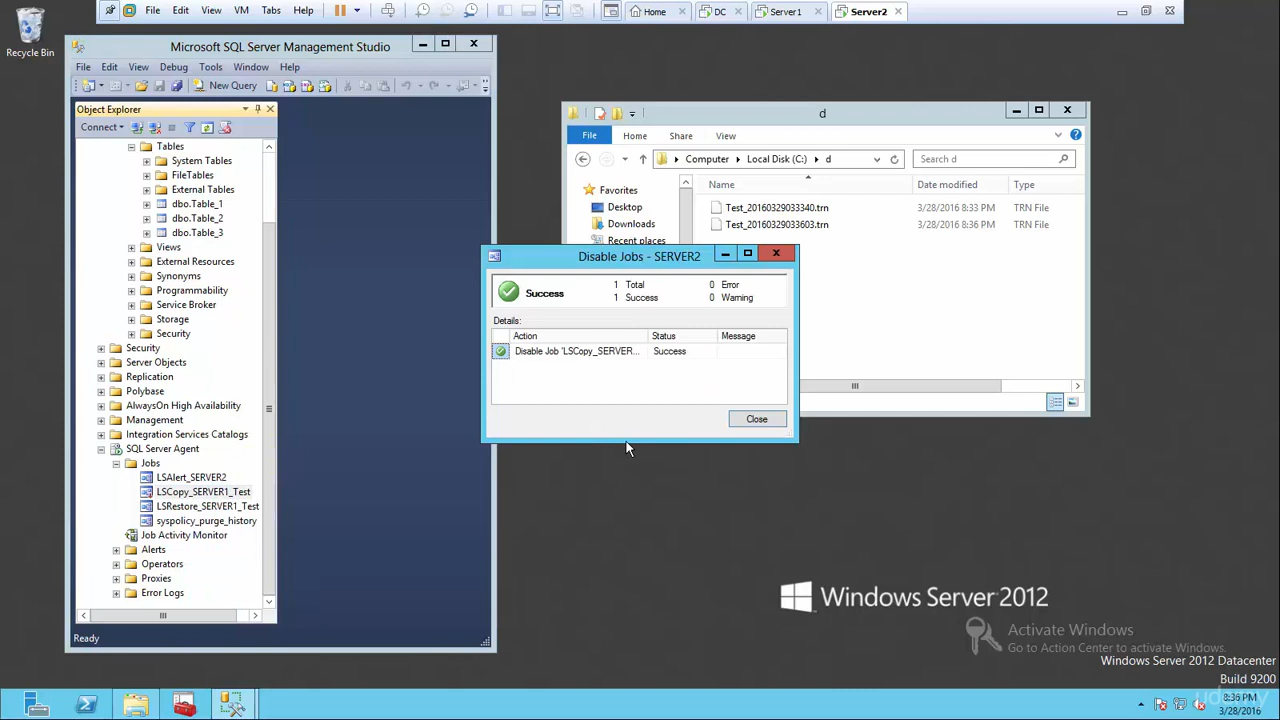 File Edit View VM Tabs Help
Home DC Server1 Server2
Recycle Bin
Microsoft SQL Server Management Studio
File Edit View Debug Tools Window Help
New Query
Object Explorer
Connect
Tables
System Tables
FileTables
External Tables
dbo.Table_1
dbo.Table_2
dbo.Table_3
Views
External Resources
Synonyms
Programmability
Service Broker
Storage
Security
Security
Server Objects
Replication
Polybase
AlwaysOn High Availability
Management
Integration Services Catalogs
SQL Server Agent
Jobs
LSAlert_SERVER2
LSCopy_SERVER1_Test
LSRestore_SERVER1_Test
syspolicy_purge_history
Job Activity Monitor
Alerts
Operators
Proxies
Error Logs
Ready
d
File Home Share View
Computer Local Disk (C:) d
Search d
Favorites
Desktop
Downloads
Recent places
Name Date modified Type
Test_20160329033340.trn 3/28/2016 8:33 PM TRN File
Test_20160329033603.trn 3/28/2016 8:36 PM TRN File
Disable Jobs - SERVER2
Success
1 Total 0 Error
1 Success 0 Warning
Details:
Action Status Message
Disable Job 'LSCopy_SERVER... Success
Close
Windows Server 2012
Activate Windows
Go to Action Center to activate Windows.
Windows Server 2012 Datacenter
Build 9200
udemy
8:36 PM
3/28/2016